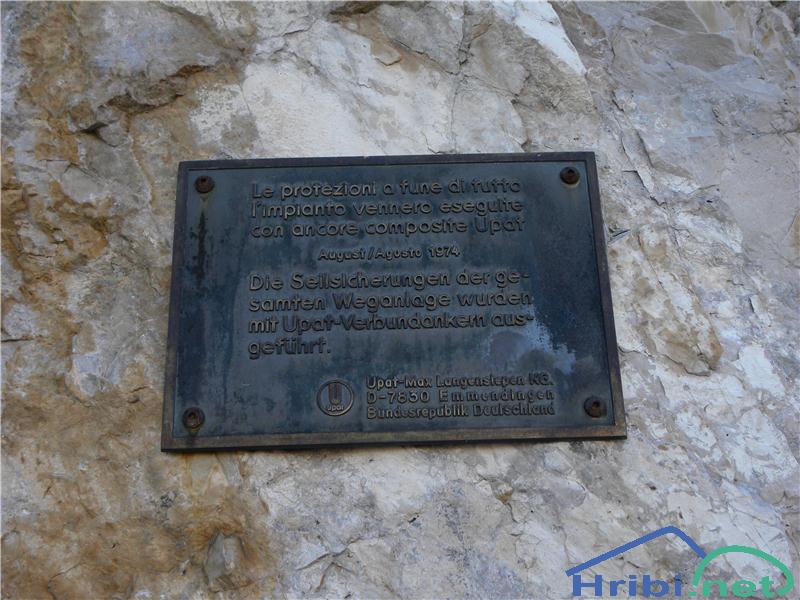 Le protezioni a fune di tutto
l'impianto vennero eseguite
con ancore composite Upat
August/Agosto 1974
Die Seilsicherungen der ge-
samten Weganlage wurden
mit Upat-Verbundankern aus-
geführt.
U
Upat
Upat-Max Langensiepen KG.
D-7830 Emmendingen
Bundesrepublik Deutschland
Hribi.net